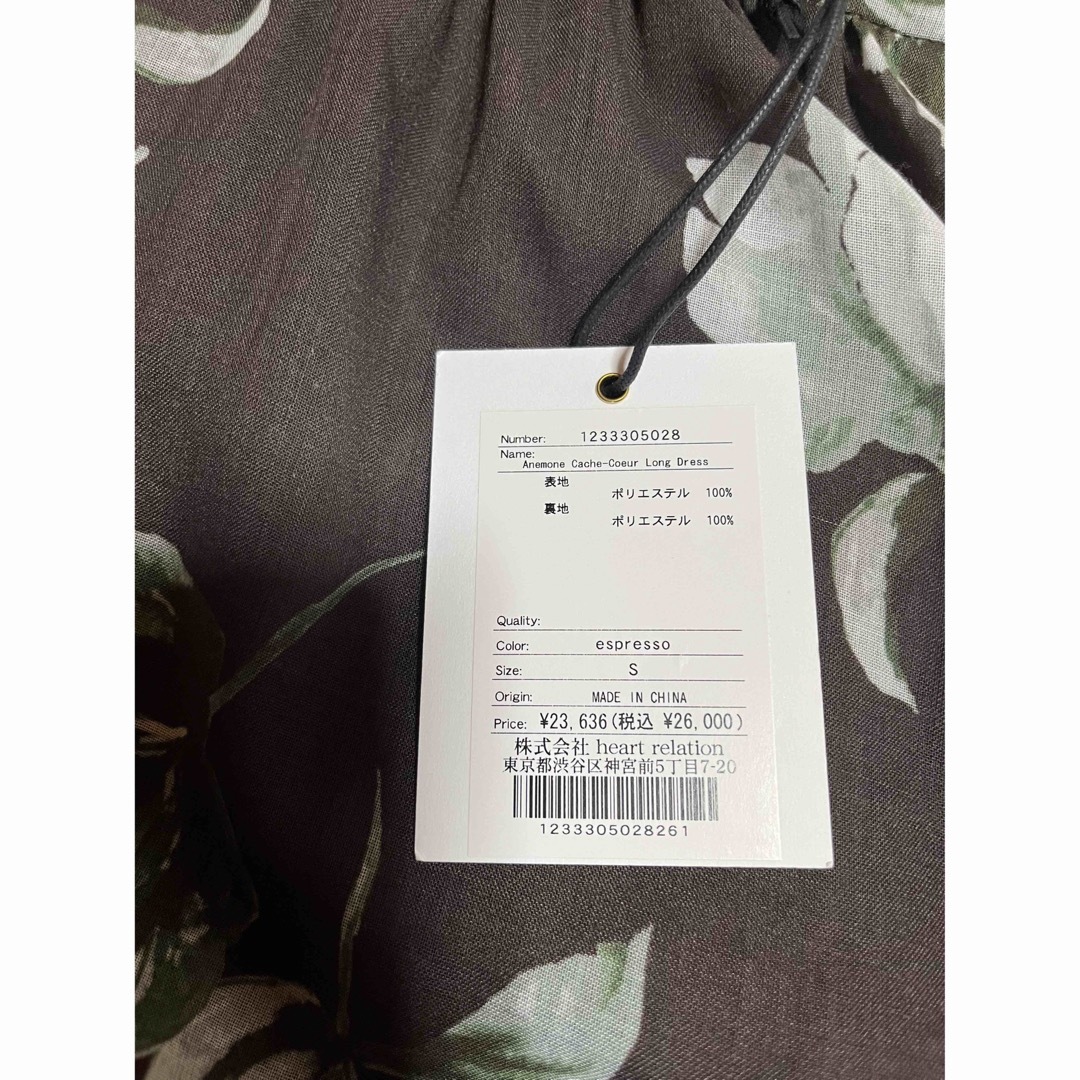 Number: 1233305028
Name:
Anemone Cache-Coeur Long Dress
表地
ポリエステル 100%
裏地
ポリエステル 100%
Quality:
Color: espresso
Size: S
Origin: MADE IN CHINA
Price: ¥23,636(税込 ¥26,000)
株式会社 heart relation
東京都渋谷区神宮前5丁目7-20
1233305028261